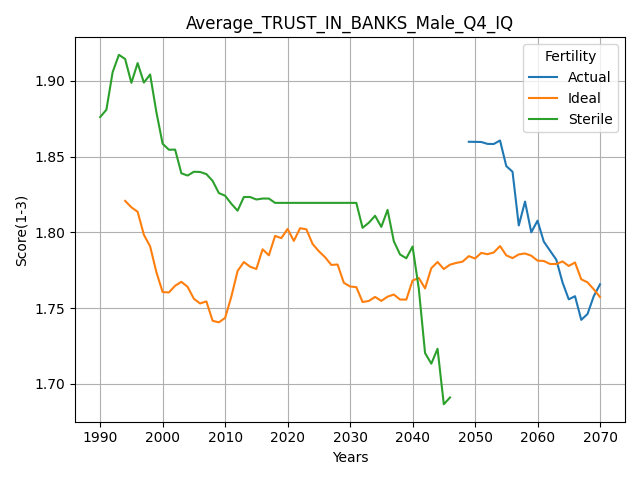 Average_TRUST_IN_BANKS_Male_Q4_IQ
Fertility
Actual
Ideal
Sterile
Score(1-3)
1.90
1.85
1.80
1.75
1.70
1990 2000 2010 2020 2030 2040 2050 2060 2070
Years